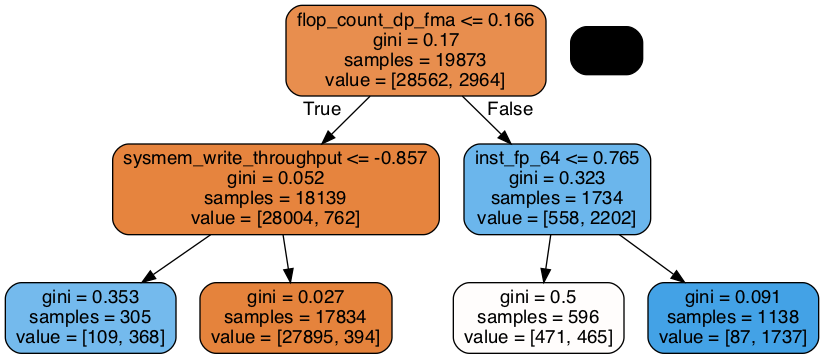 flop_count_dp_fma <= 0.166
gini = 0.17
samples = 19873
value = [28562, 2964]
True
False
sysmem_write_throughput <= -0.857
gini = 0.052
samples = 18139
value = [28004, 762]
inst_fp_64 <= 0.765
gini = 0.323
samples = 1734
value = [558, 2202]
gini = 0.353
samples = 305
value = [109, 368]
gini = 0.027
samples = 17834
value = [27895, 394]
gini = 0.5
samples = 596
value = [471, 465]
gini = 0.091
samples = 1138
value = [87, 1737]